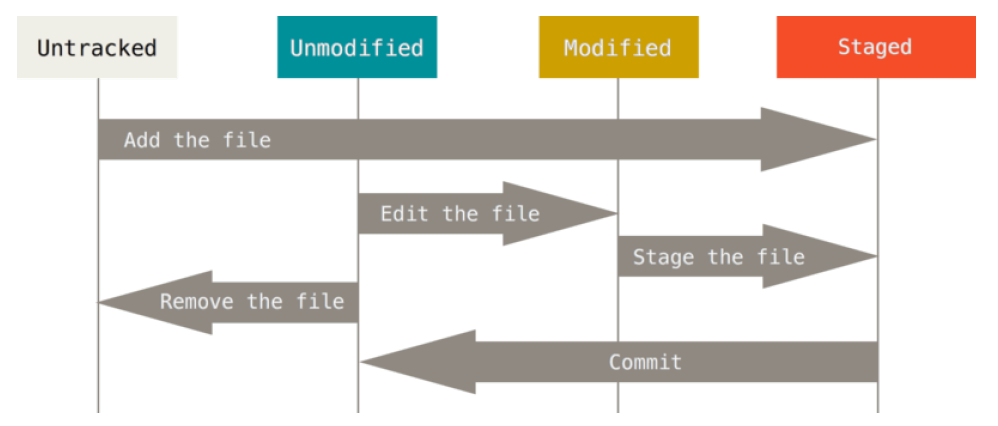 Untracked
Unmodified
Modified
Staged
Add the file
Edit the file
Stage the file
Remove the file
Commit